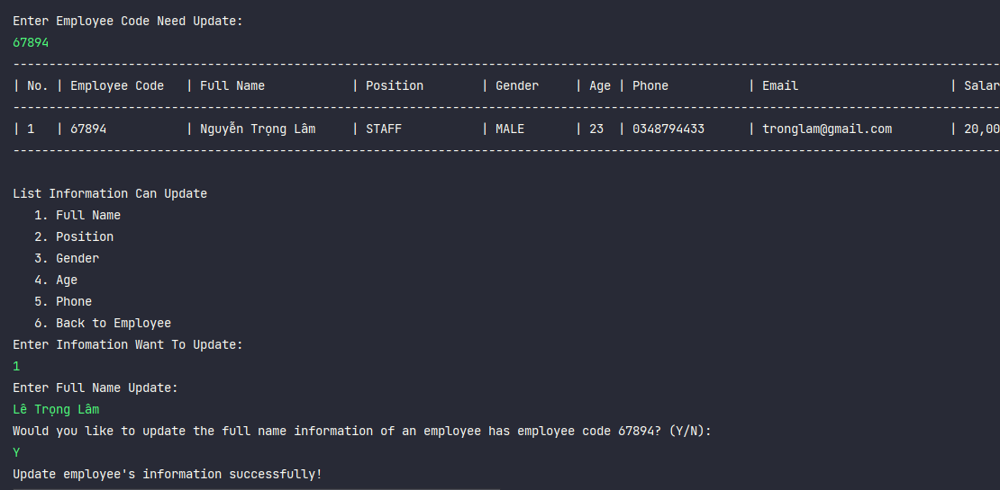 Enter Employee Code Need Update:
67894
| No. | Employee Code | Full Name | Position | Gender | Age | Phone | Email | Salar
| 1 | 67894 | Nguyễn Trọng Lâm | STAFF | MALE | 23 | 0348794433 | tronglam@gmail.com | 20,00
List Information Can Update
1. Full Name
2. Position
3. Gender
4. Age
5. Phone
6. Back to Employee
Enter Infomation Want To Update:
1
Enter Full Name Update:
Lê Trọng Lâm
Would you like to update the full name information of an employee has employee code 67894? (Y/N):
Y
Update employee's information successfully!